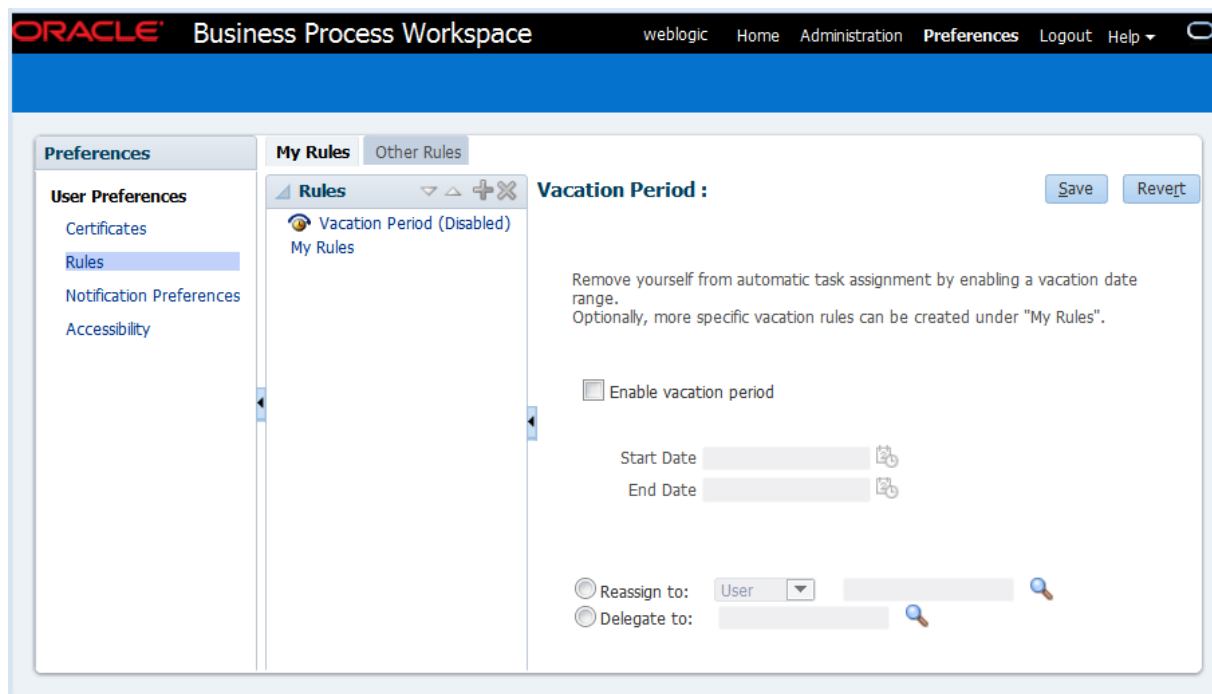 ORACLE Business Process Workspace weblogic Home Administration Preferences Logout Help
Preferences
User Preferences
Certificates
Rules
Notification Preferences
Accessibility
My Rules Other Rules
Rules
Vacation Period (Disabled)
My Rules
Vacation Period :
Save Revert
Remove yourself from automatic task assignment by enabling a vacation date
range.
Optionally, more specific vacation rules can be created under "My Rules".
Enable vacation period
Start Date
End Date
Reassign to: User
Delegate to: